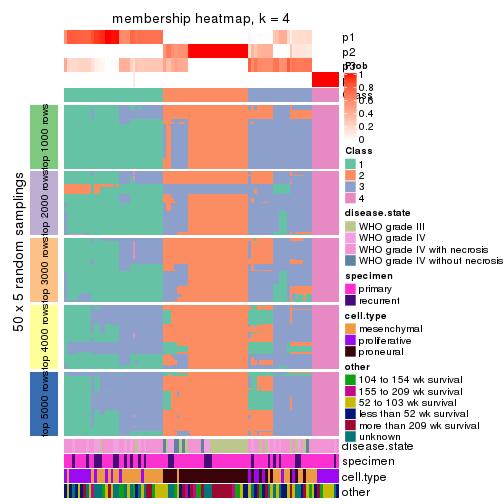 membership heatmap, k = 4
p1
p2
p3
Prob
1
0.8
0.6
0.4
0.2
0
Class
Class
1
2
3
4
disease.state
WHO grade III
WHO grade IV
WHO grade IV with necrosis
WHO grade IV without necrosis
specimen
primary
recurrent
cell.type
mesenchymal
proliferative
proneural
other
104 to 154 wk survival
155 to 209 wk survival
52 to 103 wk survival
less than 52 wk survival
more than 209 wk survival
unknown
50 x 5 random samplings
top 1000 rows
top 2000 rows
top 3000 rows
top 4000 rows
top 5000 rows
disease.state
specimen
cell.type
other